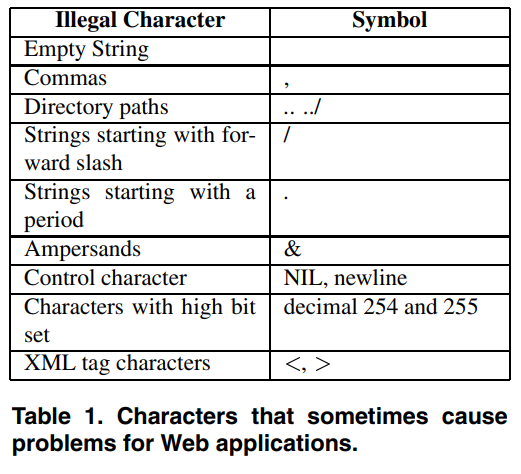 Illegal Character Symbol
Empty String
Commas ,
Directory paths .. ../
Strings starting with for-
ward slash /
Strings starting with a
period .
Ampersands &
Control character NIL, newline
Characters with high bit
set decimal 254 and 255
XML tag characters <, >
Table 1. Characters that sometimes cause
problems for Web applications.